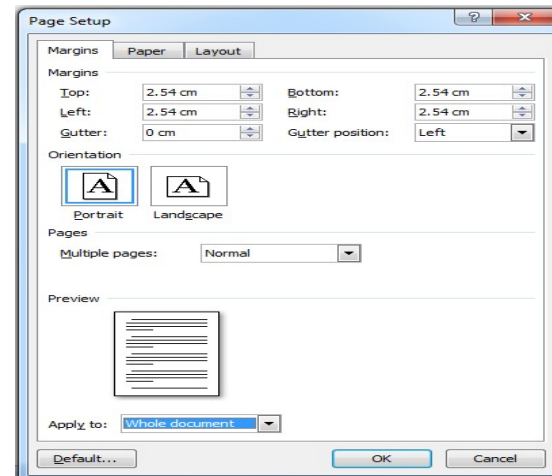 Page Setup
Margins Paper Layout
Margins
Top: 2.54 cm Bottom: 2.54 cm
Left: 2.54 cm Right: 2.54 cm
Gutter: 0 cm Gutter position: Left
Orientation
A A
Portrait Landscape
Pages
Multiple pages: Normal
Preview
Apply to: Whole document
Default... OK Cancel